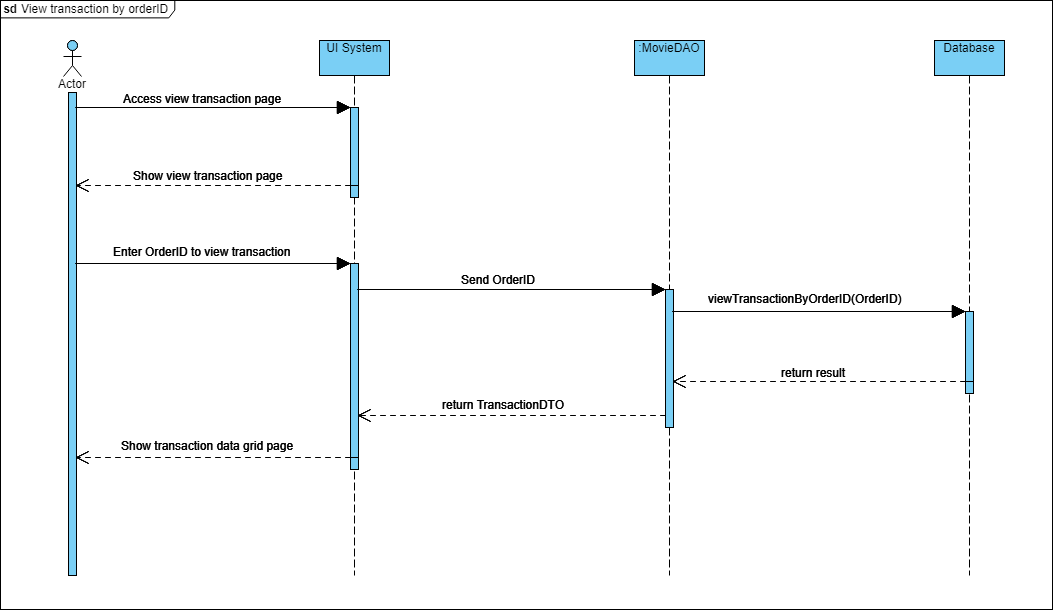 sd View transaction by orderID
UI System
:MovieDAO
Database
Actor
Access view transaction page
Show view transaction page
Enter OrderID to view transaction
Send OrderID
viewTransactionByOrderID(OrderID)
return result
return TransactionDTO
Show transaction data grid page